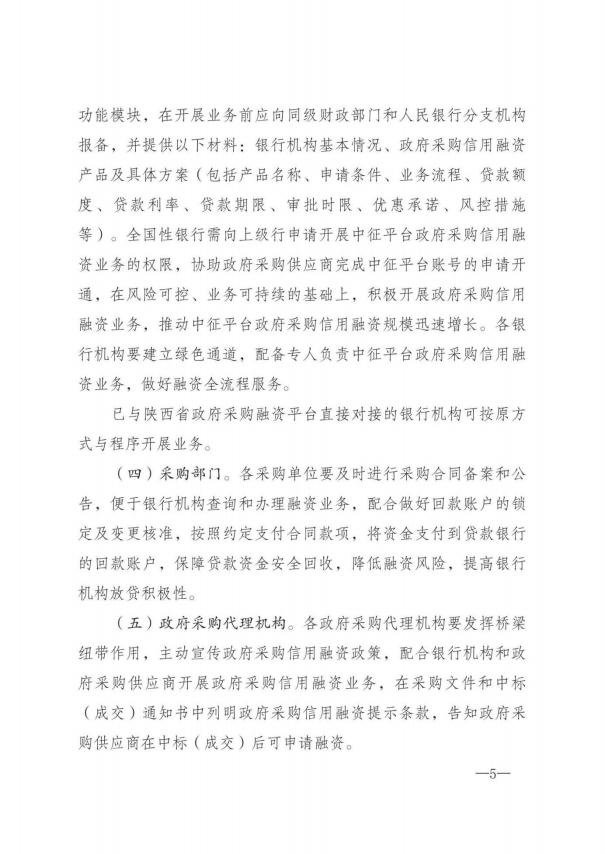 功能模块，在开展业务前应向同级财政部门和人民银行分支机构
报备，并提供以下材料：银行机构基本情况、政府采购信用融资
产品及具体方案（包括产品名称、申请条件、业务流程、贷款额
度、贷款利率、贷款期限、审批时限、优惠承诺、风控措施
等）。全国性银行需向上级行申请开展中征平台政府采购信用融
资业务的权限，协助政府采购供应商完成中征平台账号的申请开
通，在风险可控、业务可持续的基础上，积极开展政府采购信用
融资业务，推动中征平台政府采购信用融资规模迅速增长。各银
行机构要建立绿色通道，配备专人负责中征平台政府采购信用融
资业务，做好融资全流程服务。
已与陕西省政府采购融资平台直接对接的银行机构可按原方
式与程序开展业务。
（四）采购部门。各采购单位要及时进行采购合同备案和公
告，便于银行机构查询和办理融资业务，配合做好回款账户的锁
定及变更核准，按照约定支付合同款项，将资金支付到贷款银行
的回款账户，保障贷款资金安全回收，降低融资风险，提高银行
机构放贷积极性。
（五）政府采购代理机构。各政府采购代理机构要发挥桥梁
纽带作用，主动宣传政府采购信用融资政策，配合银行机构和政
府采购供应商开展政府采购信用融资业务，在采购文件和中标
（成交）通知书中列明政府采购信用融资提示条款，告知政府采
购供应商在中标（成交）后可申请融资。
—5—